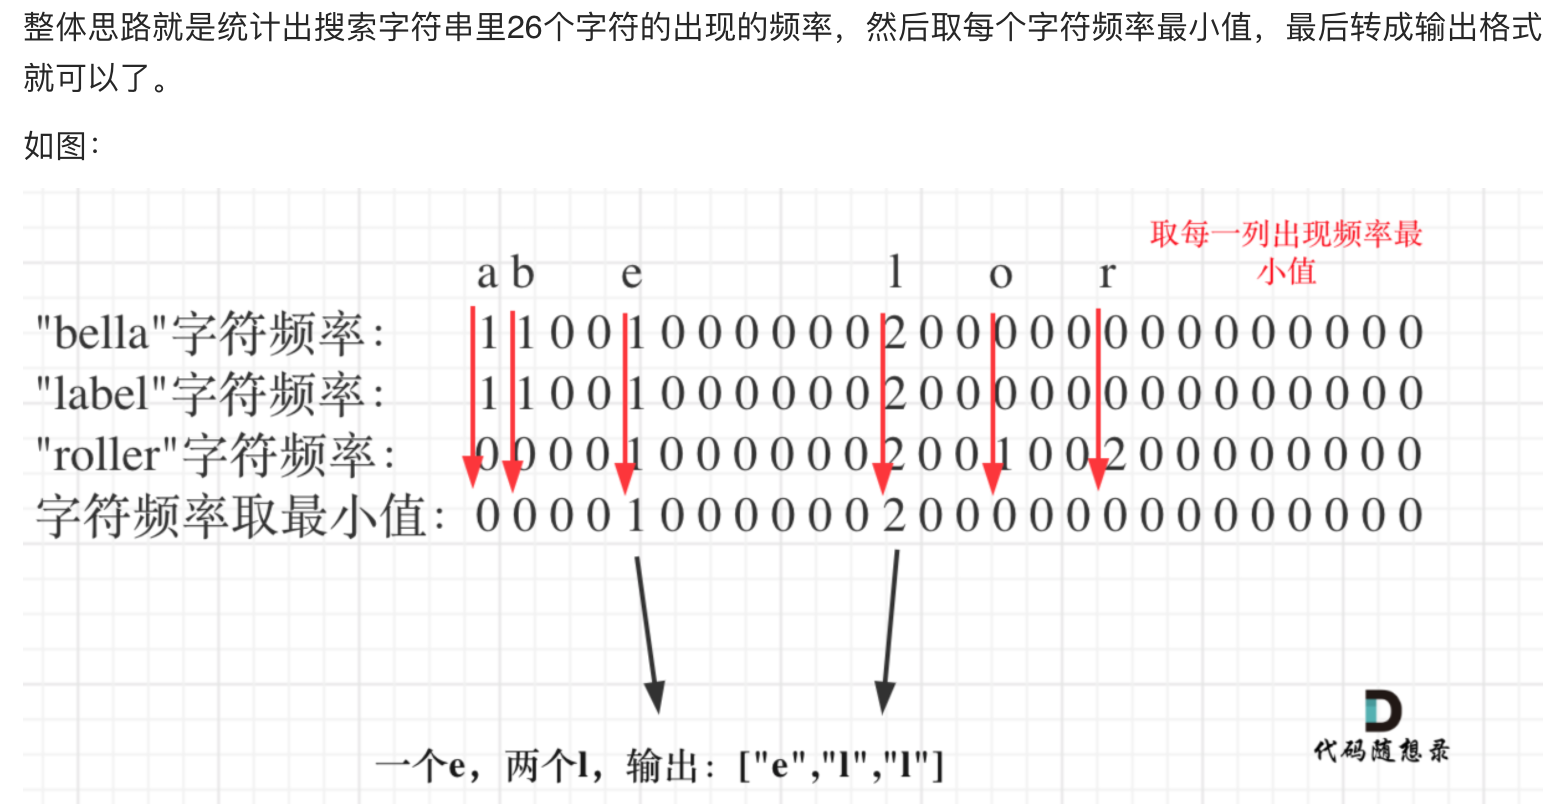 整体思路就是统计出搜索字符串里26个字符的出现的频率，然后取每个字符频率最小值，最后转成输出格式
就可以了。
如图：
取每一列出现频率最
小值
a b e l o r
"bella"字符频率： 1 1 0 0 1 0 0 0 0 0 0 2 0 0 0 0 0 0 0 0 0 0 0 0 0 0
"label"字符频率： 1 1 0 0 1 0 0 0 0 0 0 2 0 0 0 0 0 0 0 0 0 0 0 0 0 0
"roller"字符频率： 0 0 0 0 1 0 0 0 0 0 0 2 0 0 1 0 0 2 0 0 0 0 0 0 0 0
字符频率取最小值： 0 0 0 0 1 0 0 0 0 0 0 2 0 0 0 0 0 0 0 0 0 0 0 0 0 0
一个e，两个l，输出：["e","l","l"]
代码随想录